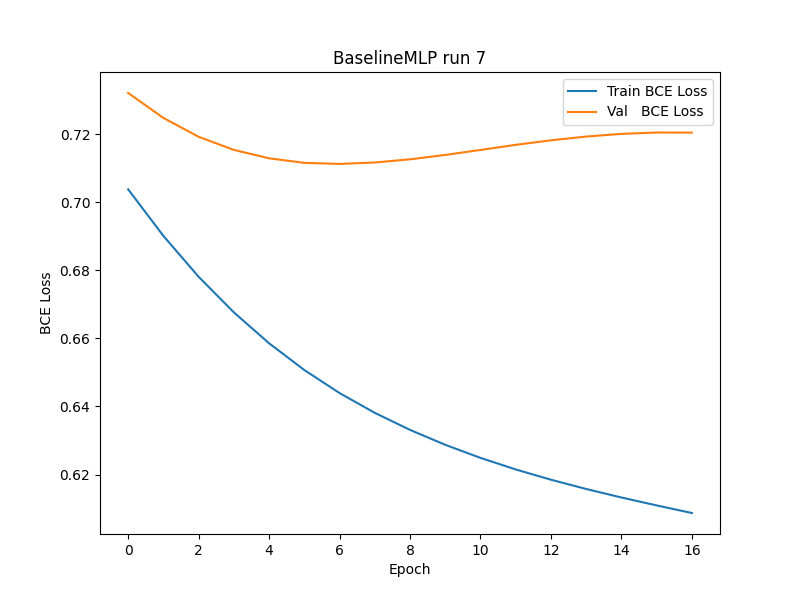 BaselineMLP run 7
Train BCE Loss
Val   BCE Loss
0.72
0.70
0.68
0.66
0.64
0.62
BCE Loss
0 2 4 6 8 10 12 14 16
Epoch